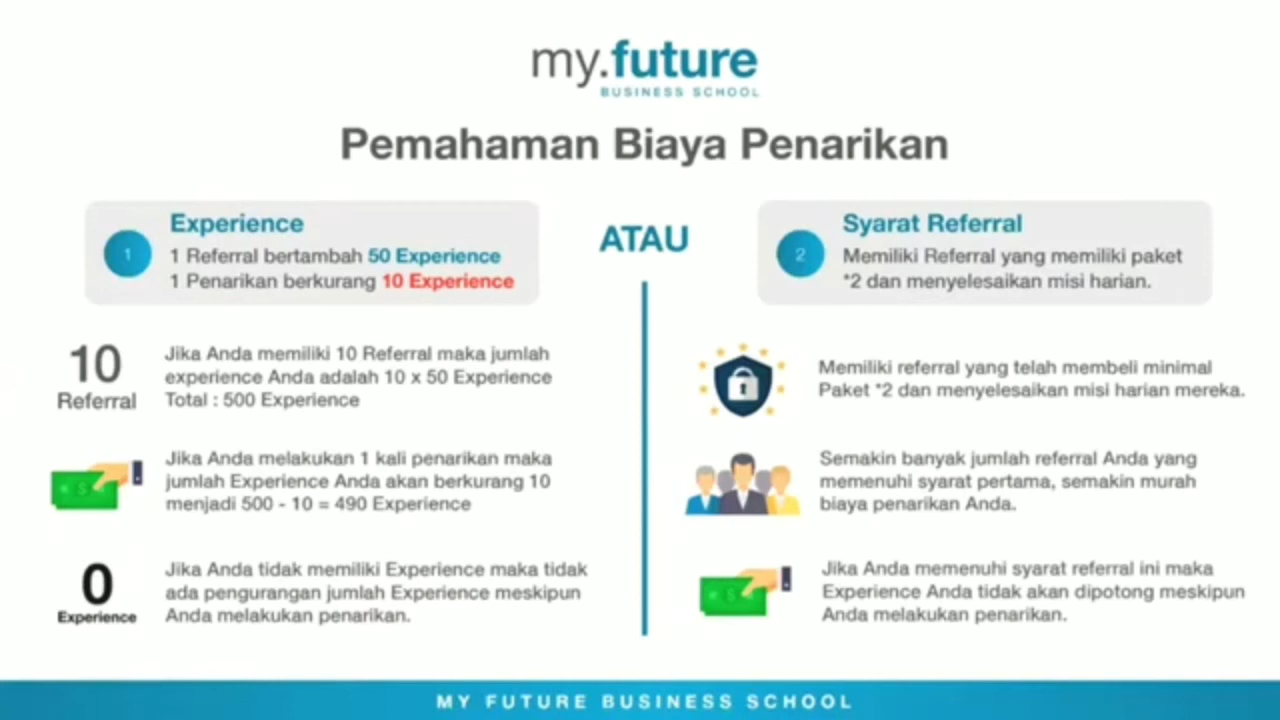 my.future
BUSINESS SCHOOL
Pemahaman Biaya Penarikan
1
Experience
1 Referral bertambah 50 Experience
1 Penarikan berkurang 10 Experience
10
Referral
Jika Anda memiliki 10 Referral maka jumlah
experience Anda adalah 10 x 50 Experience
Total : 500 Experience
Jika Anda melakukan 1 kali penarikan maka
jumlah Experience Anda akan berkurang 10
menjadi 500 - 10 = 490 Experience
0
Experience
Jika Anda tidak memiliki Experience maka tidak
ada pengurangan jumlah Experience meskipun
Anda melakukan penarikan.
ATAU
2
Syarat Referral
Memiliki Referral yang memiliki paket
*2 dan menyelesaikan misi harian.
Memiliki referral yang telah membeli minimal
Paket *2 dan menyelesaikan misi harian mereka.
Semakin banyak jumlah referral Anda yang
memenuhi syarat pertama, semakin murah
biaya penarikan Anda.
Jika Anda memenuhi syarat referral ini maka
Experience Anda tidak akan dipotong meskipun
Anda melakukan penarikan.
MY FUTURE BUSINESS SCHOOL